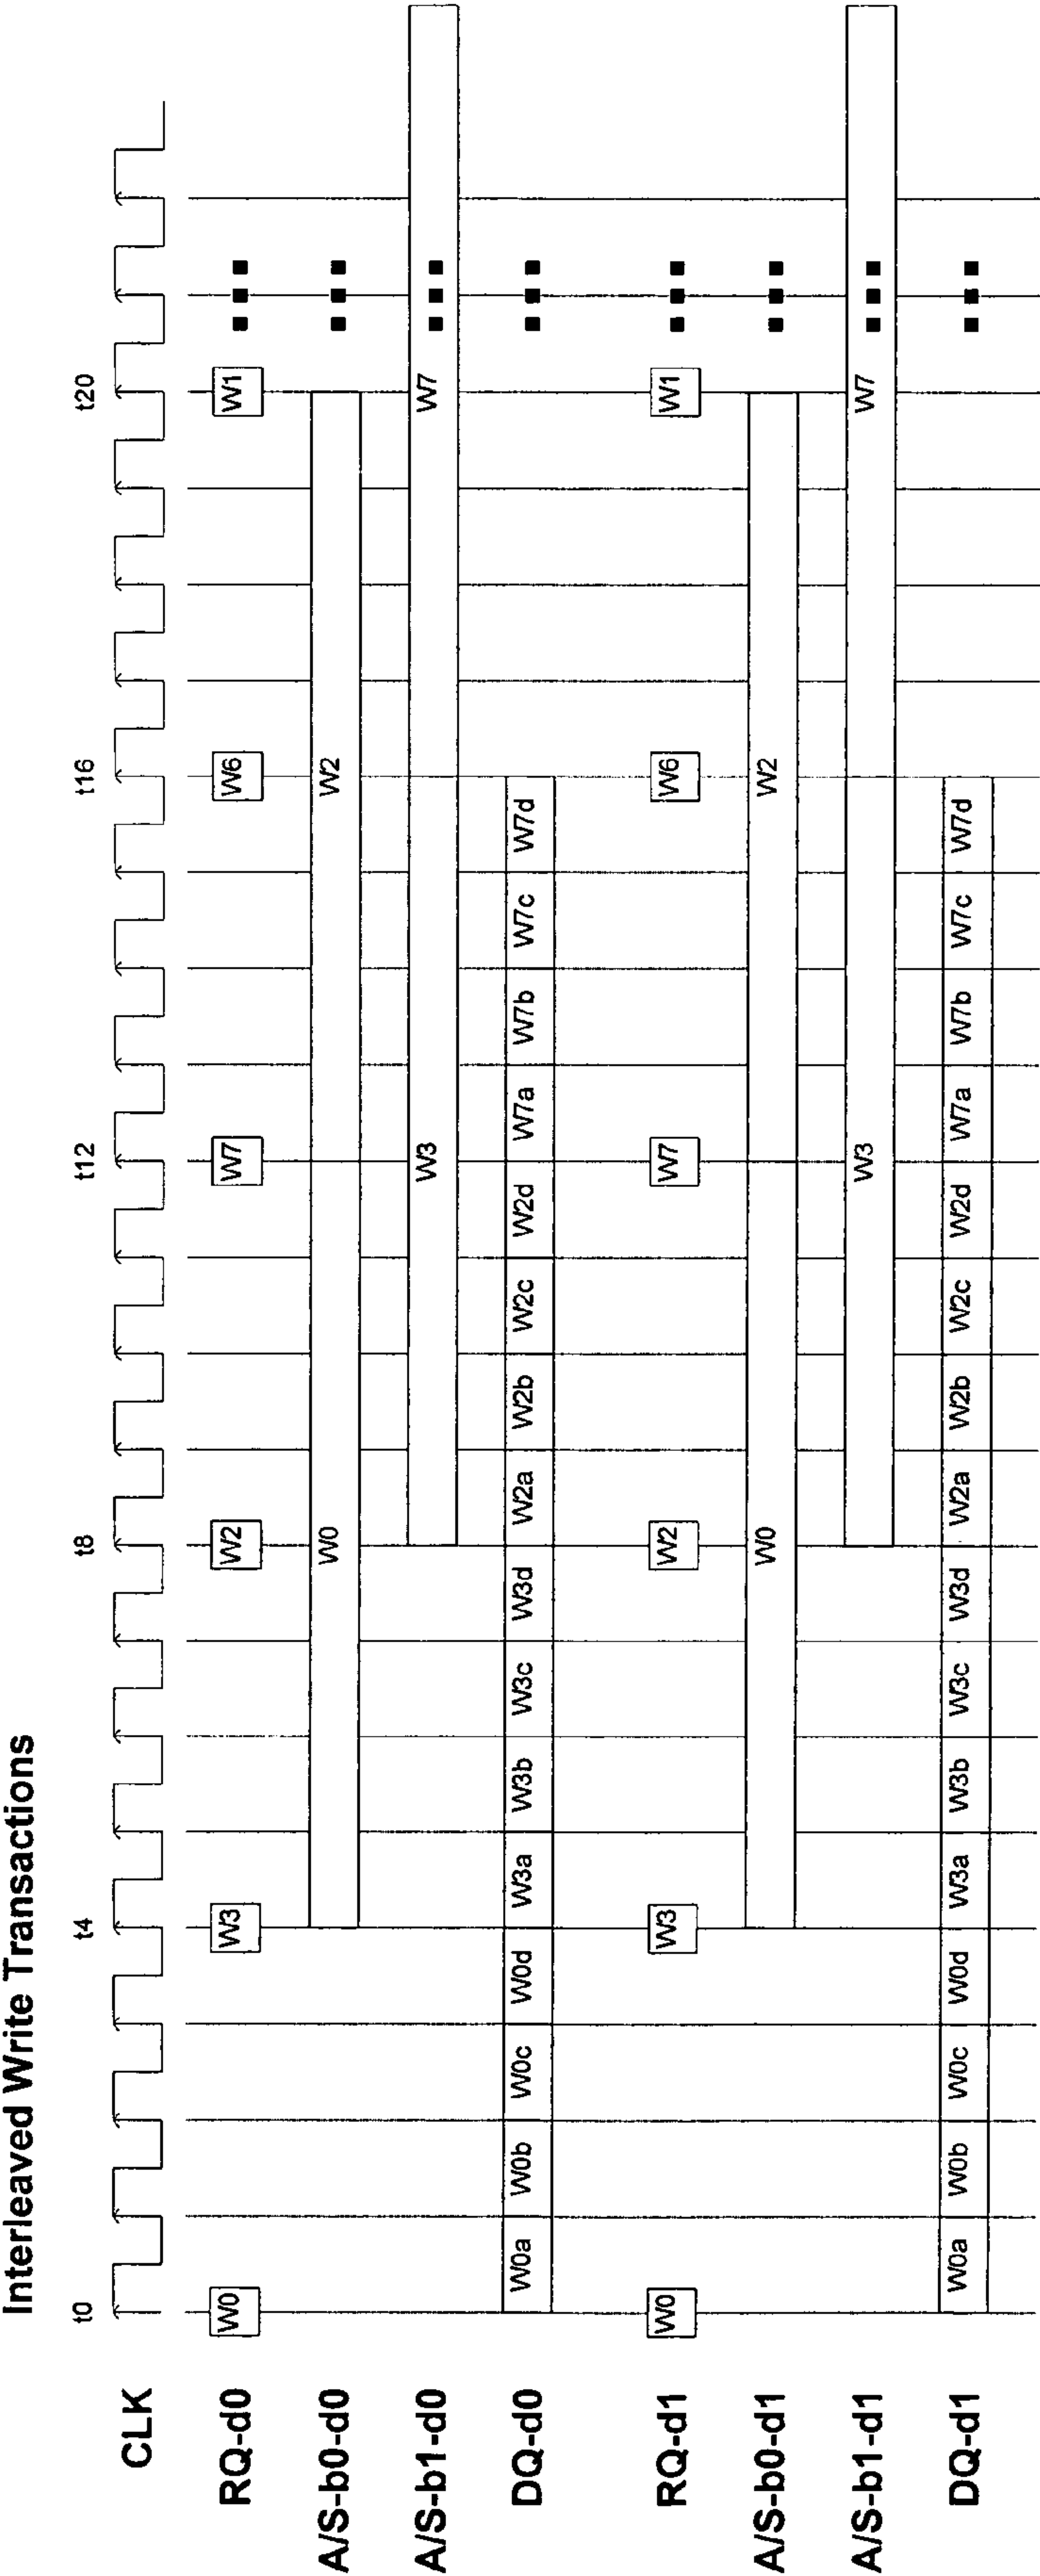 Interleaved Write Transactions
t0 t4 t8 t12 t16 t20
CLK
RQ-d0 W0 W3 W2 W7 W6 W1
A/S-b0-d0 W0 W2
A/S-b1-d0 W3 W7
DQ-d0 W0a W0b W0c W0d W3a W3b W3c W3d W2a W2b W2c W2d W7a W7b W7c W7d
RQ-d1 W0 W3 W2 W7 W6 W1
A/S-b0-d1 W0 W2
A/S-b1-d1 W3 W7
DQ-d1 W0a W0b W0c W0d W3a W3b W3c W3d W2a W2b W2c W2d W7a W7b W7c W7d